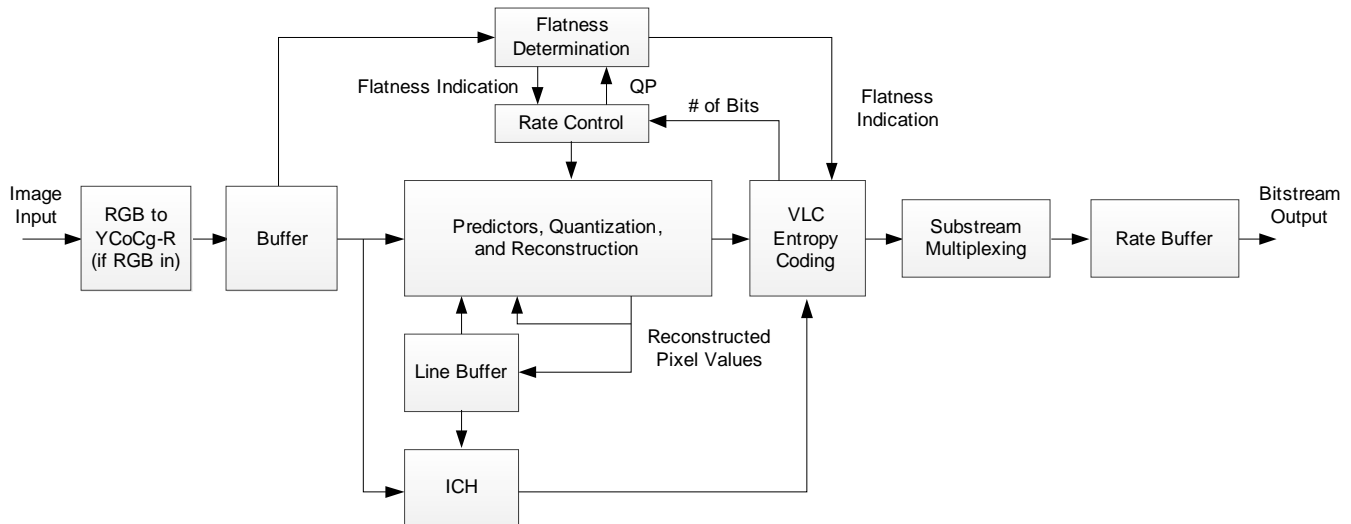 Flatness
Determination
Flatness Indication
QP
# of Bits
Flatness
Indication
Rate Control
Image
Input
RGB to
YCoCg-R
(if RGB in)
Buffer
Predictors, Quantization,
and Reconstruction
VLC
Entropy
Coding
Substream
Multiplexing
Rate Buffer
Bitstream
Output
Reconstructed
Pixel Values
Line Buffer
ICH